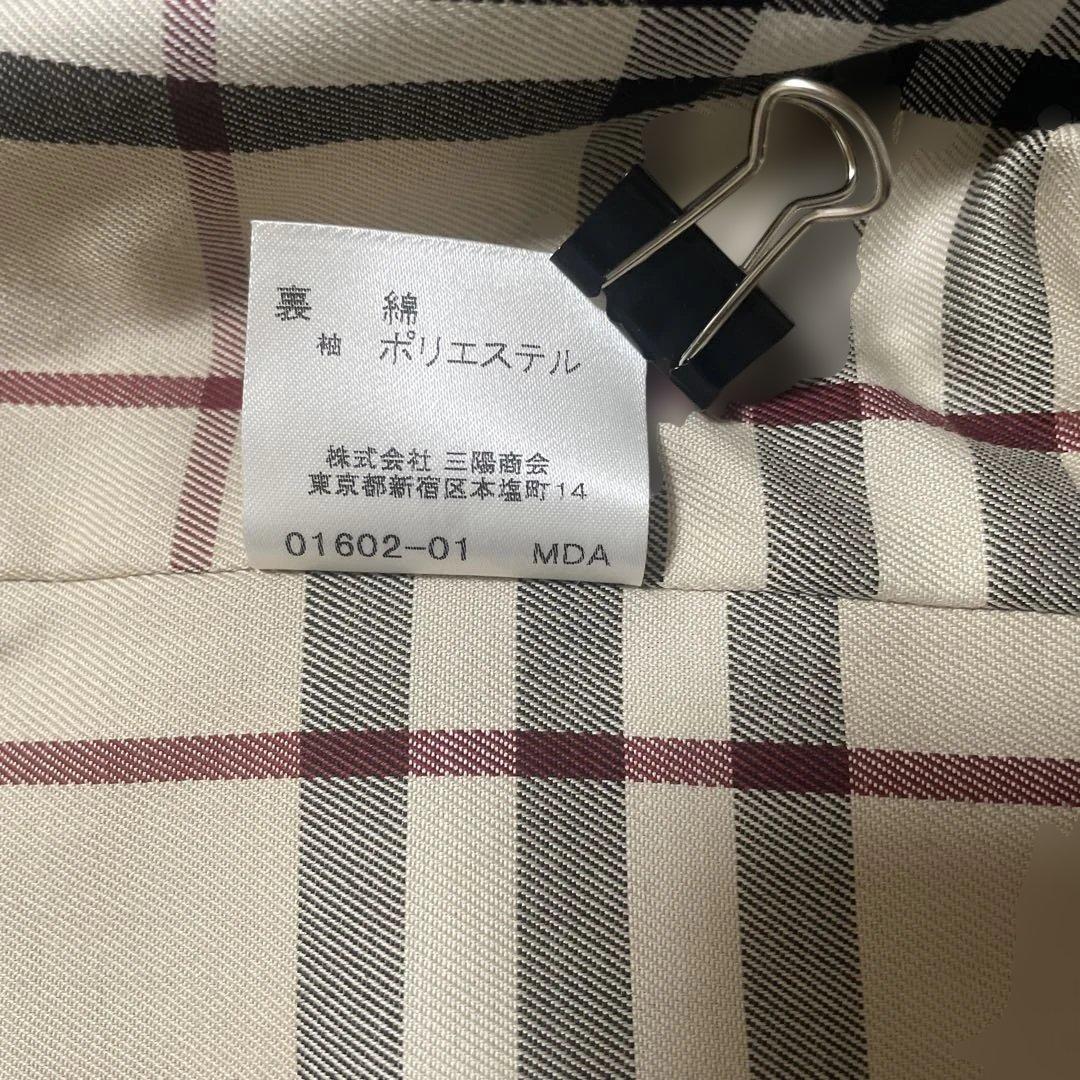 裏 綿
袖 ポリエステル
株式会社 三陽商会
東京都新宿区本塩町14
01602-01 MDA